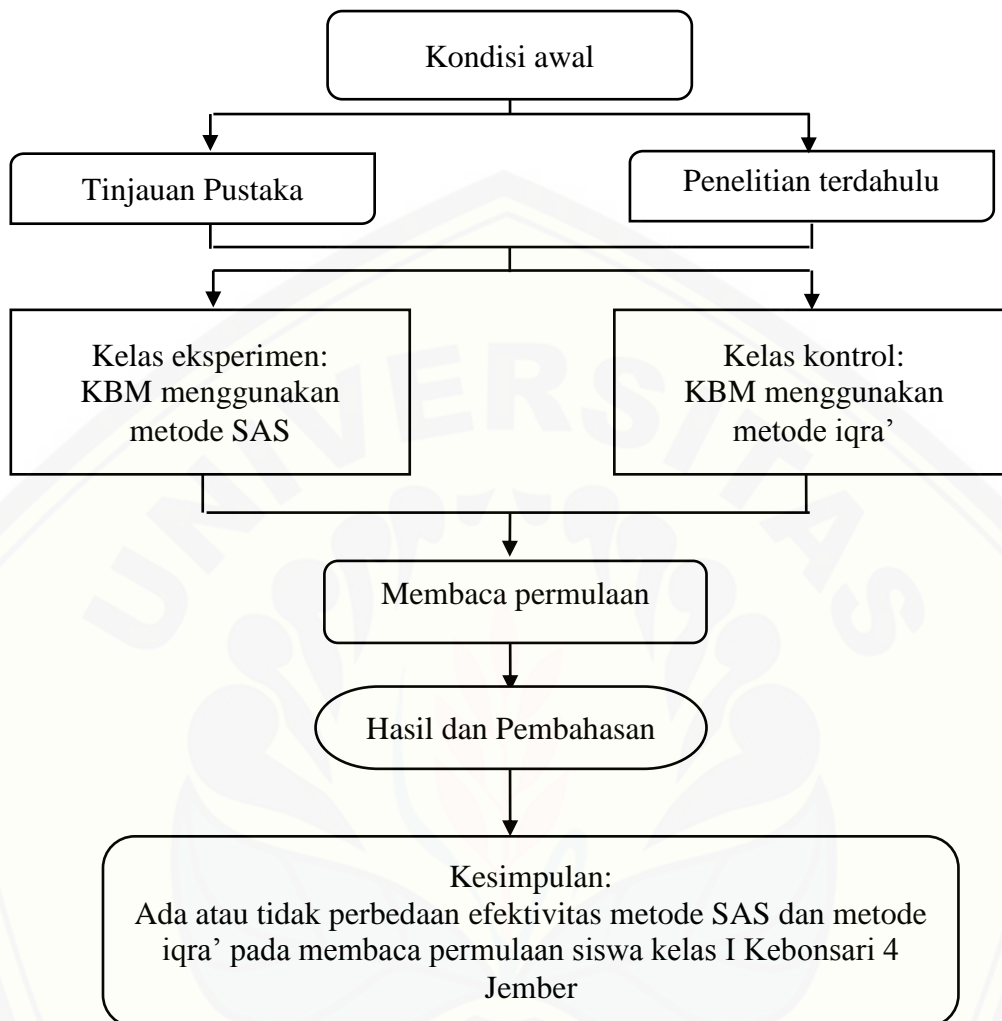 Kondisi awal
Tinjauan Pustaka
Penelitian terdahulu
Kelas eksperimen:
KBM menggunakan
metode SAS
Kelas kontrol:
KBM menggunakan
metode iqra’
Membaca permulaan
Hasil dan Pembahasan
Kesimpulan:
Ada atau tidak perbedaan efektivitas metode SAS dan metode
iqra’ pada membaca permulaan siswa kelas I Kebonsari 4
Jember
UNIVERSITAS